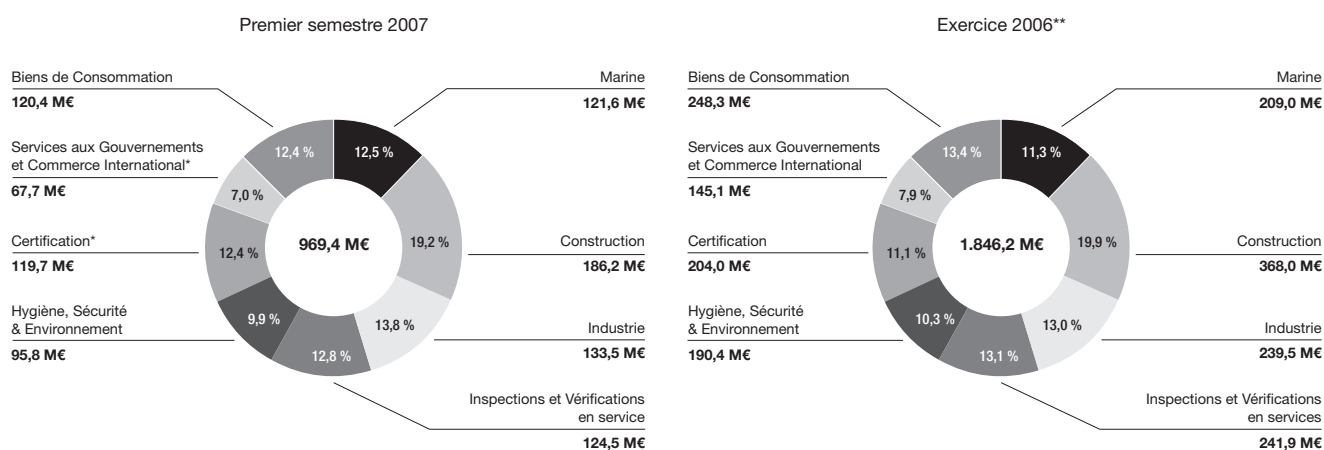 Premier semestre 2007
Biens de Consommation
120,4 M€
Services aux Gouvernements
et Commerce International*
67,7 M€
Certification*
119,7 M€
Hygiène, Sécurité
& Environnement
95,8 M€
12,4 %
12,5 %
7,0 %
12,4 %
969,4 M€
19,2 %
9,9 %
13,8 %
12,8 %
Marine
121,6 M€
Construction
186,2 M€
Industrie
133,5 M€
Inspections et Vérifications
en service
124,5 M€
Exercice 2006**
Biens de Consommation
248,3 M€
Services aux Gouvernements
et Commerce International
145,1 M€
Certification
204,0 M€
Hygiène, Sécurité
& Environnement
190,4 M€
13,4 %
11,3 %
7,9 %
11,1 %
1.846,2 M€
19,9 %
10,3 %
13,0 %
13,1 %
Marine
209,0 M€
Construction
368,0 M€
Industrie
239,5 M€
Inspections et Vérifications
en services
241,9 M€